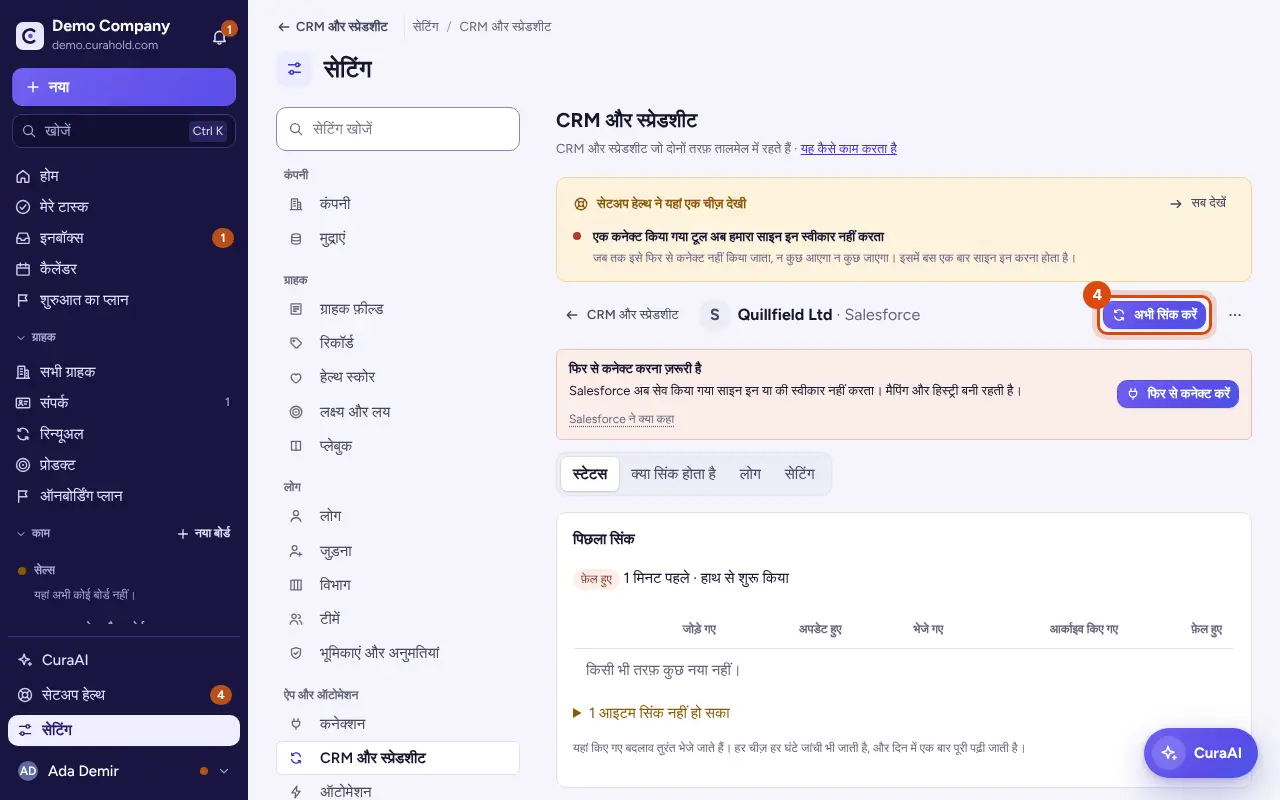 Demo Company
demo.curahold.com
1
नया
खोजें
Ctrl K
होम
मेरे टास्क
इनबॉक्स
1
कैलेंडर
शुरुआत का प्लान
ग्राहक
सभी ग्राहक
संपर्क
1
रिन्यूअल
प्रोडक्ट
ऑनबोर्डिंग प्लान
काम
नया बोर्ड
सेल्स
यहां अभी कोई बोर्ड नहीं।
CuraAI
सेटअप हेल्थ
4
सेटिंग
AD
Ada Demir
CRM और स्प्रेडशीट
सेटिंग / CRM और स्प्रेडशीट
सेटिंग
सेटिंग खोजें
कंपनी
कंपनी
मुद्राएं
ग्राहक
ग्राहक फ़ील्ड
रिकॉर्ड
हेल्थ स्कोर
लक्ष्य और लय
प्लेबुक
लोग
लोग
जुड़ना
विभाग
टीमें
भूमिकाएं और अनुमतियां
ऐप और ऑटोमेशन
कनेक्शन
CRM और स्प्रेडशीट
ऑटोमेशन
CRM और स्प्रेडशीट
CRM और स्प्रेडशीट जो दोनों तरफ़ तालमेल में रहते हैं · यह कैसे काम करता है
सेटअप हेल्थ ने यहां एक चीज़ देखी
सब देखें
एक कनेक्ट किया गया टूल अब हमारा साइन इन स्वीकार नहीं करता
जब तक इसे फिर से कनेक्ट नहीं किया जाता, न कुछ आएगा न कुछ जाएगा। इसमें बस एक बार साइन इन करना होता है।
CRM और स्प्रेडशीट
S
Quillfield Ltd · Salesforce
4
अभी सिंक करें
फिर से कनेक्ट करना ज़रूरी है
Salesforce अब सेव किया गया साइन इन या की स्वीकार नहीं करता। मैपिंग और हिस्ट्री बनी रहती है।
Salesforce ने क्या कहा
फिर से कनेक्ट करें
स्टेटस
क्या सिंक होता है
लोग
सेटिंग
पिछला सिंक
फ़ेल हुए
1 मिनट पहले · हाथ से शुरू किया
जोड़े गए
अपडेट हुए
भेजे गए
आर्काइव किए गए
फ़ेल हुए
किसी भी तरफ़ कुछ नया नहीं।
1 आइटम सिंक नहीं हो सका
यहां किए गए बदलाव तुरंत भेजे जाते हैं। हर चीज़ हर घंटे जांची भी जाती है, और दिन में एक बार पूरी पढ़ी जाती है।
CuraAI